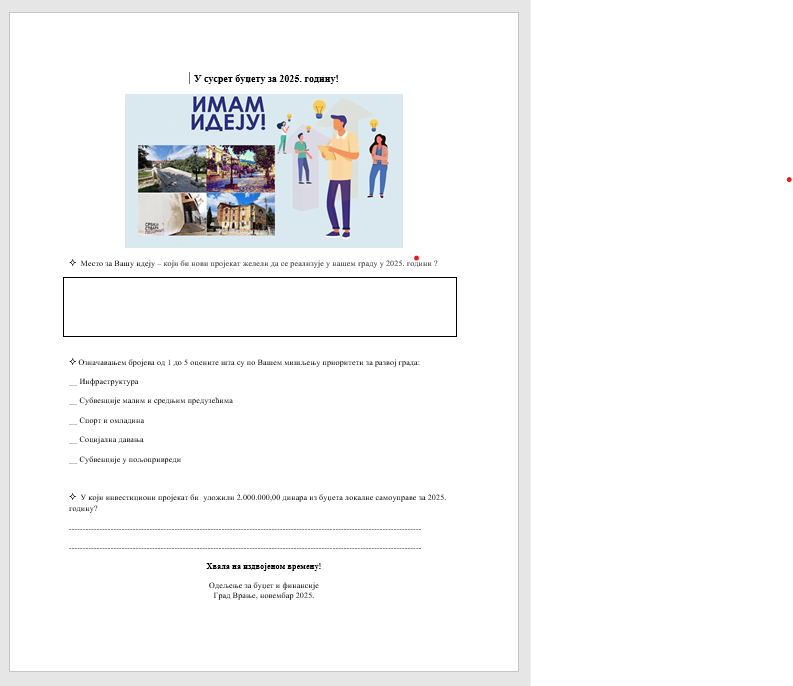 У сусрет буџету за 2025. годину!
ИМАМ
ИДЕЈУ!
Место за Вашу идеју – који би нови пројекат желели да се реализује у нашем граду у 2025. години ?
Означавањем бројева од 1 до 5 оцените шта су по Вашем мишљењу приоритети за развој града:
__ Инфраструктура
__ Субвенције малим и средњим предузећима
__ Спорт и омладина
__ Социјална давања
__ Субвенције у пољопривреди
У који инвестициони пројекат би уложили 2.000.000,00 динара из буџета локалне самоуправе за 2025.
годину?
Хвала на издвојеном времену!
Одељење за буџет и финансије
Град Врање, новембар 2025.